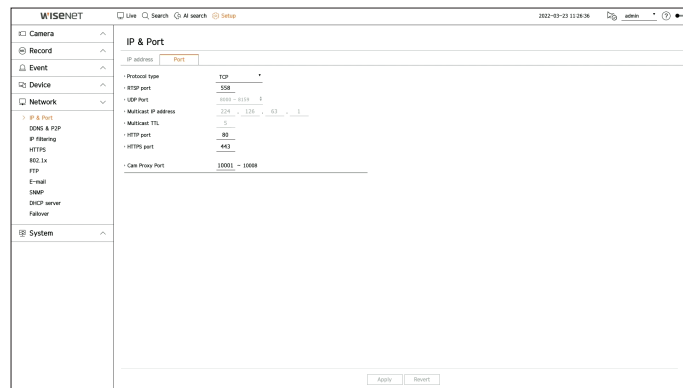 WISENET
Live Search AI search Setup
2022-03-23 11:26:36 admin
Camera
Record
Event
Device
Network
IP & Port
DDNS & P2P
IP filtering
HTTPS
802.1x
FTP
E-mail
SNMP
DHCP server
Failover
System
IP & Port
IP address Port
Protocol type TCP
RTSP port 558
UDP Port 8000 ~ 8159
Multicast IP address 224 . 126 . 63 . 1
Multicast TTL 5
HTTP port 80
HTTPS port 443
Cam Proxy Port 10001 ~ 10008
Apply Revert